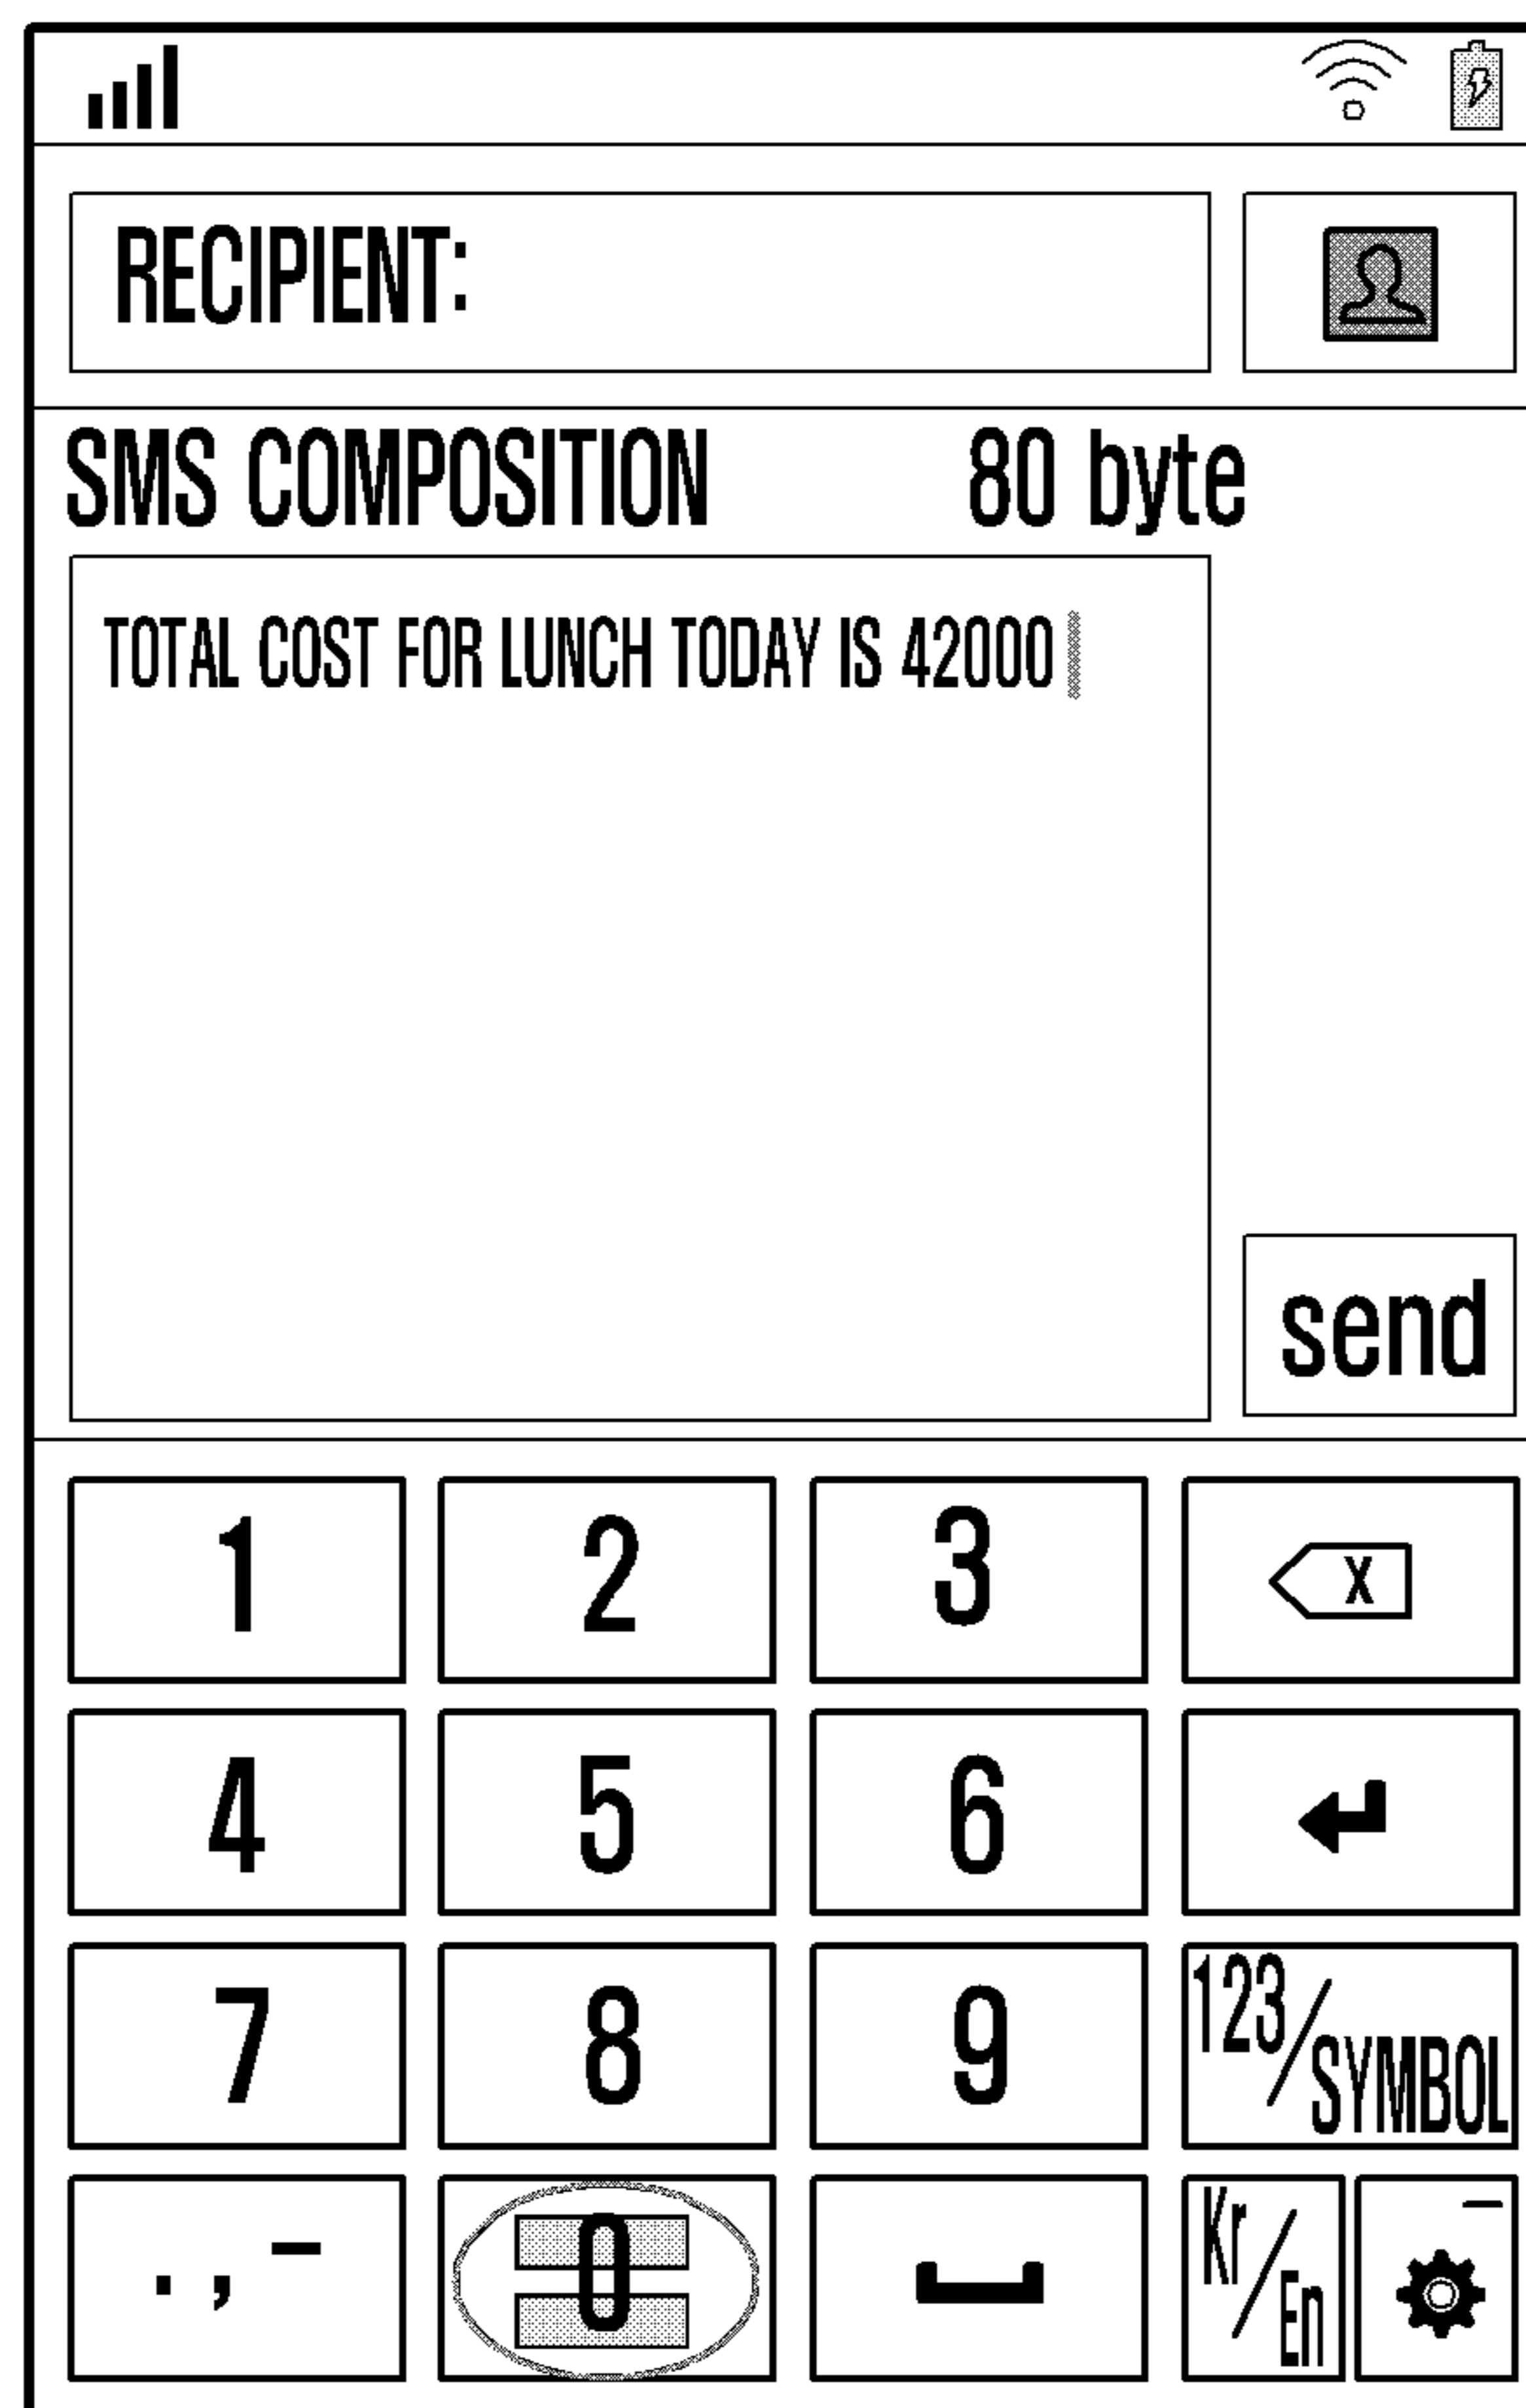 RECIPIENT:
SMS COMPOSITION 80 byte
TOTAL COST FOR LUNCH TODAY IS 42000
send
1 2 3 X
4 5 6
7 8 9 123/SYMBOL
. , - 0 Kr/En